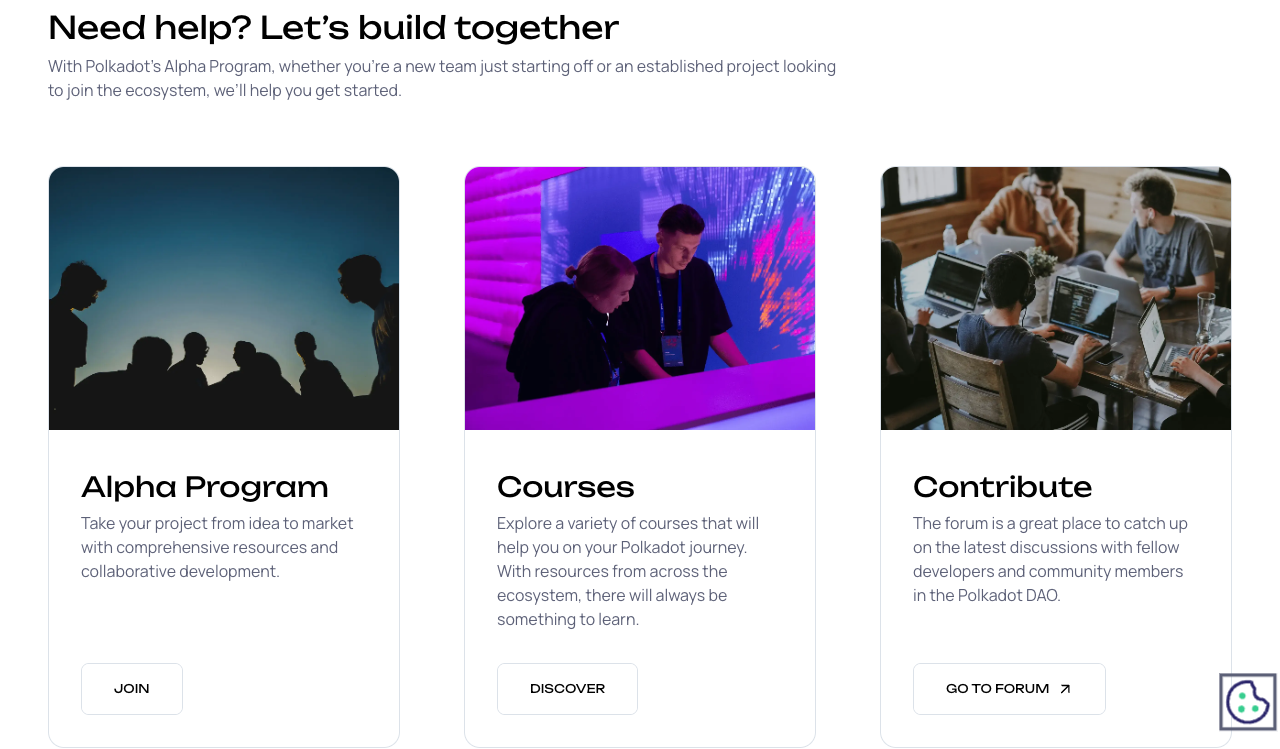 Need help? Let’s build together
With Polkadot’s Alpha Program, whether you’re a new team just starting off or an established project looking
to join the ecosystem, we’ll help you get started.
Alpha Program
Take your project from idea to market
with comprehensive resources and
collaborative development.
JOIN
Courses
Explore a variety of courses that will
help you on your Polkadot journey.
With resources from across the
ecosystem, there will always be
something to learn.
DISCOVER
Contribute
The forum is a great place to catch up
on the latest discussions with fellow
developers and community members
in the Polkadot DAO.
GO TO FORUM